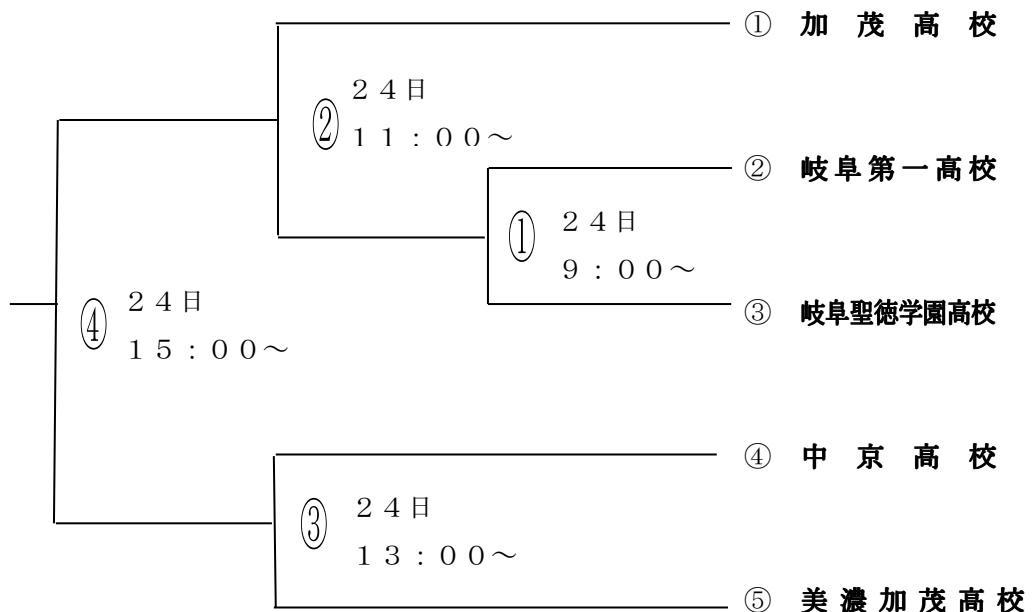 ① 加茂高校
２４日
② １１：００～
② 岐阜第一高校
２４日
① ９：００～
③ 岐阜聖徳学園高校
２４日
④ １５：００～
④ 中京高校
２４日
③ １３：００～
⑤ 美濃加茂高校